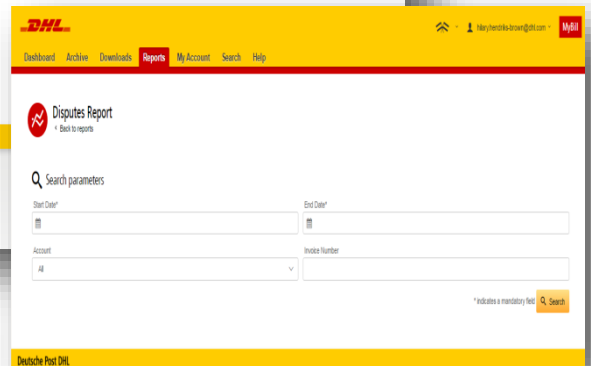 DHL
hilary.hendriks-brown@dhl.com
MyBill
Dashboard Archive Downloads Reports My Account Search Help
Disputes Report
< Back to reports
Search parameters
Start Date* End Date*
Account Invoice Number
All
* indicates a mandatory field Search
Deutsche Post DHL